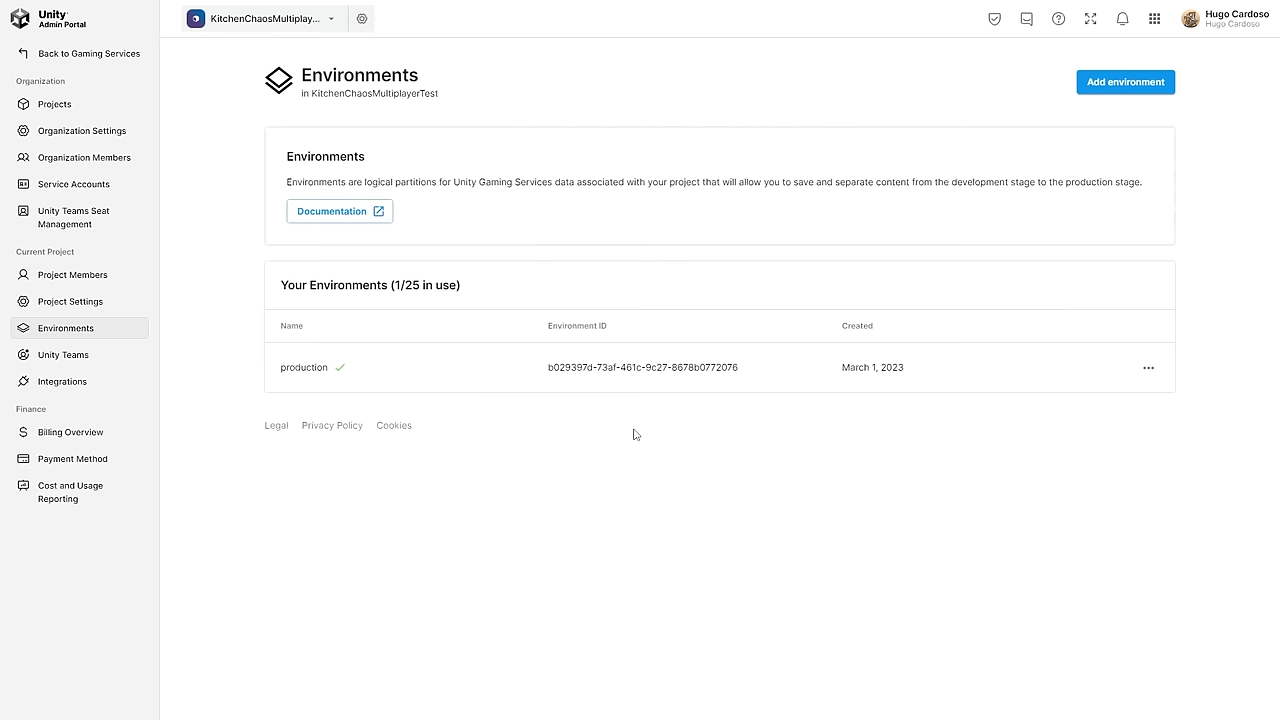 Unity
Admin Portal
KitchenChaosMultiplay...
Hugo Cardoso
Hugo Cardoso
Back to Gaming Services
Organization
Projects
Organization Settings
Organization Members
Service Accounts
Unity Teams Seat
Management
Current Project
Project Members
Project Settings
Environments
Unity Teams
Integrations
Finance
Billing Overview
Payment Method
Cost and Usage
Reporting
Environments
in KitchenChaosMultiplayerTest
Add environment
Environments
Environments are logical partitions for Unity Gaming Services data associated with your project that will allow you to save and separate content from the development stage to the production stage.
Documentation
Your Environments (1/25 in use)
Name Environment ID Created
production b029397d-73af-461c-9c27-8678b0772076 March 1, 2023
Legal Privacy Policy Cookies